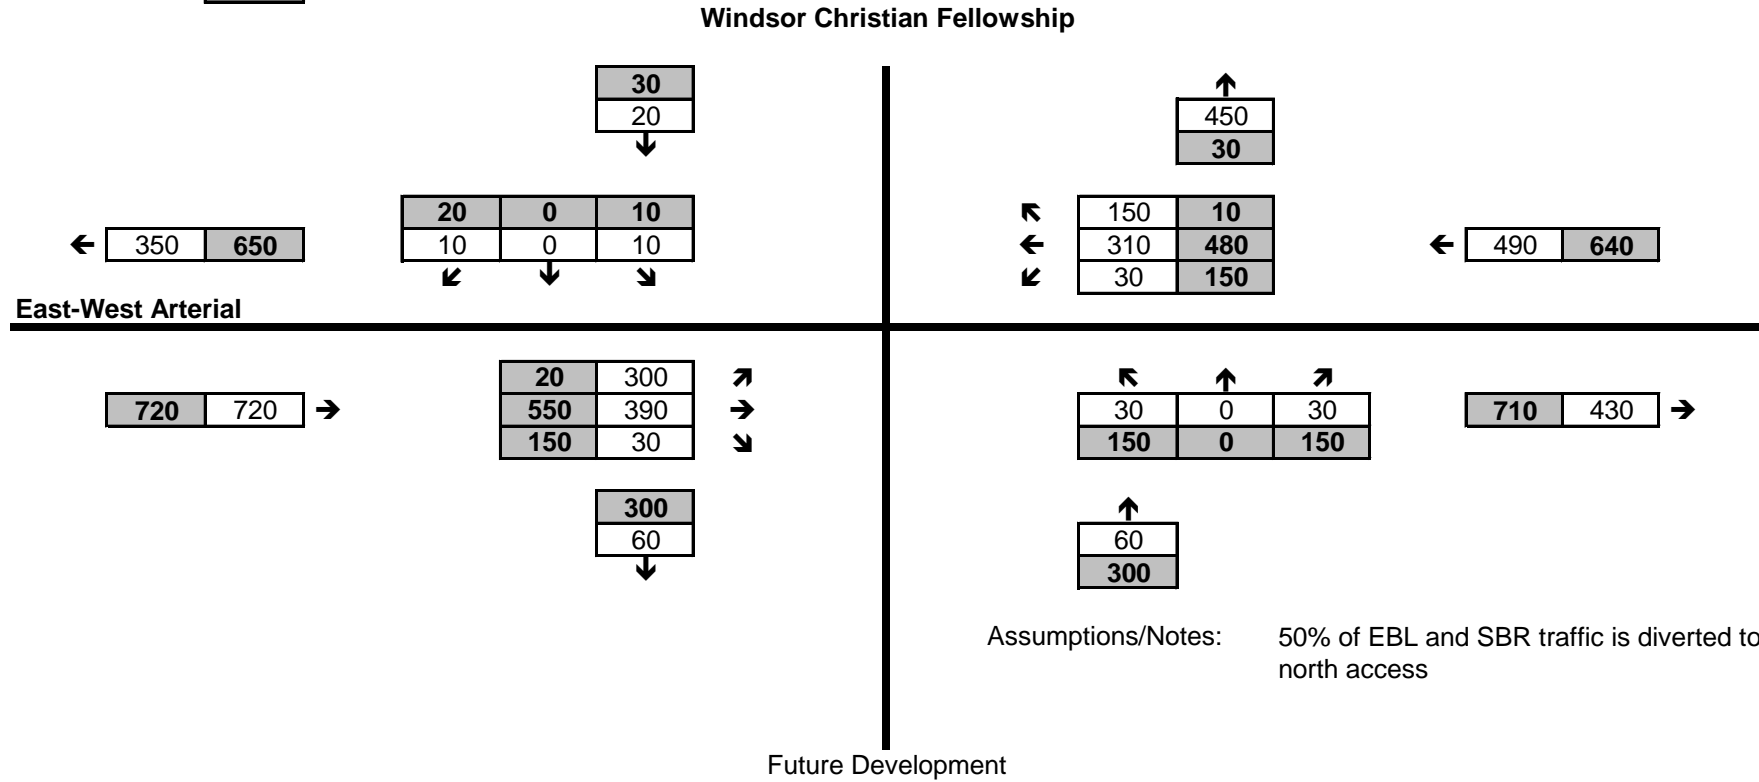 Windsor Christian Fellowship
30
20
450
30
20 0 10
10 0 10
350 650
150 10
310 480
30 150
490 640
East-West Arterial
720 720
20 300
550 390
150 30
30 0 30
150 0 150
710 430
300
60
60
300
Assumptions/Notes: 50% of EBL and SBR traffic is diverted to
north access
Future Development